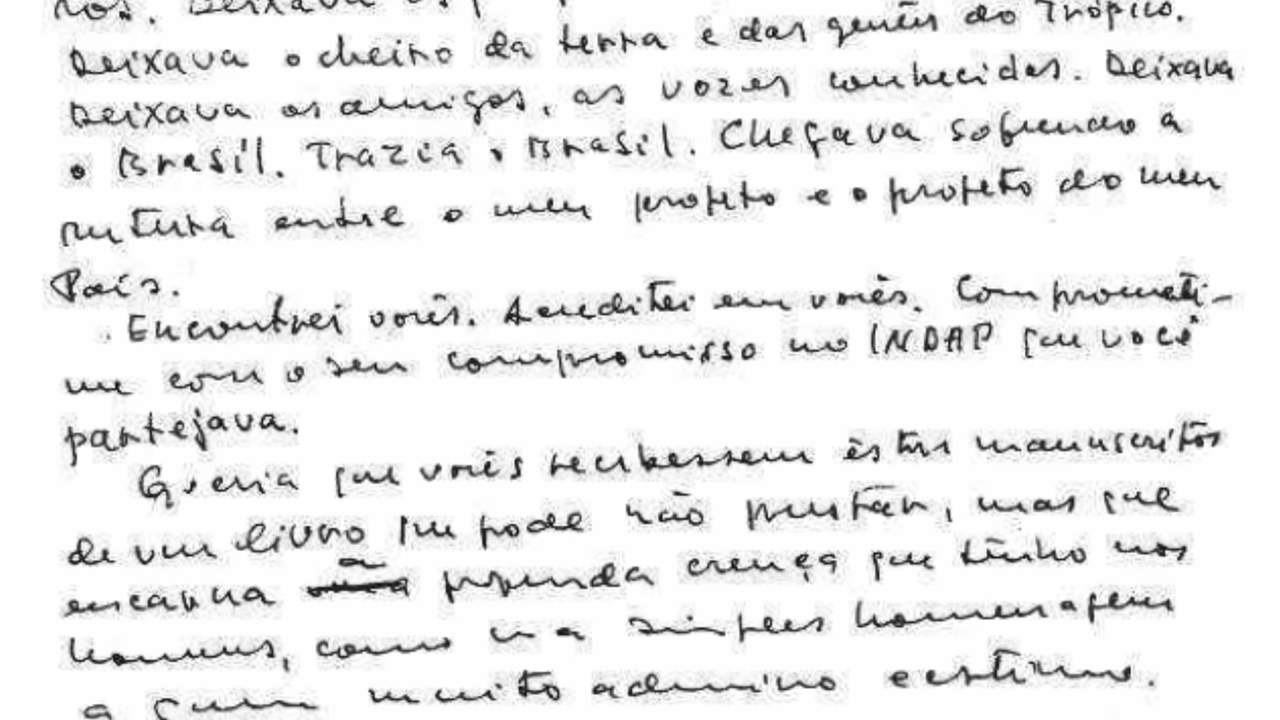 nos. Deixava
Deixava o cheiro da terra e das gentes do Trópico.
Deixava os amigos, as vozes conhecidas. Deixava
o Brasil. Trazia o Brasil. Chegava sofrendo a
rutura entre o meu projeto e o projeto do meu
País.
Encontrei vocês. Acreditei em vocês. Comprometi-
me com o seu compromisso no INDAP que você
partejava.
Queria que vocês recebessem êstes manuscritos
de um livro que pode não prestar, mas que
encarna a profunda crença que tenho nos
homens, como uma simples homenagem
a quem muito admiro e estimo.